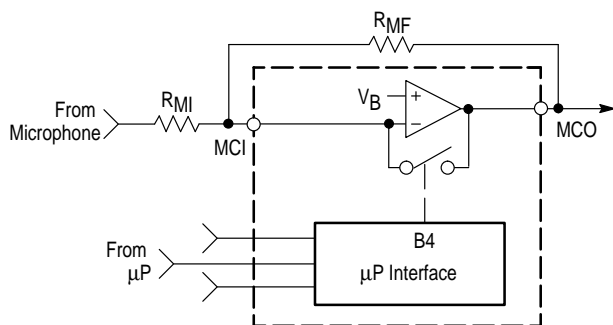 RMF
RMI
From
Microphone
MCI
VB
+
−
MCO
B4
From
μP
μP Interface